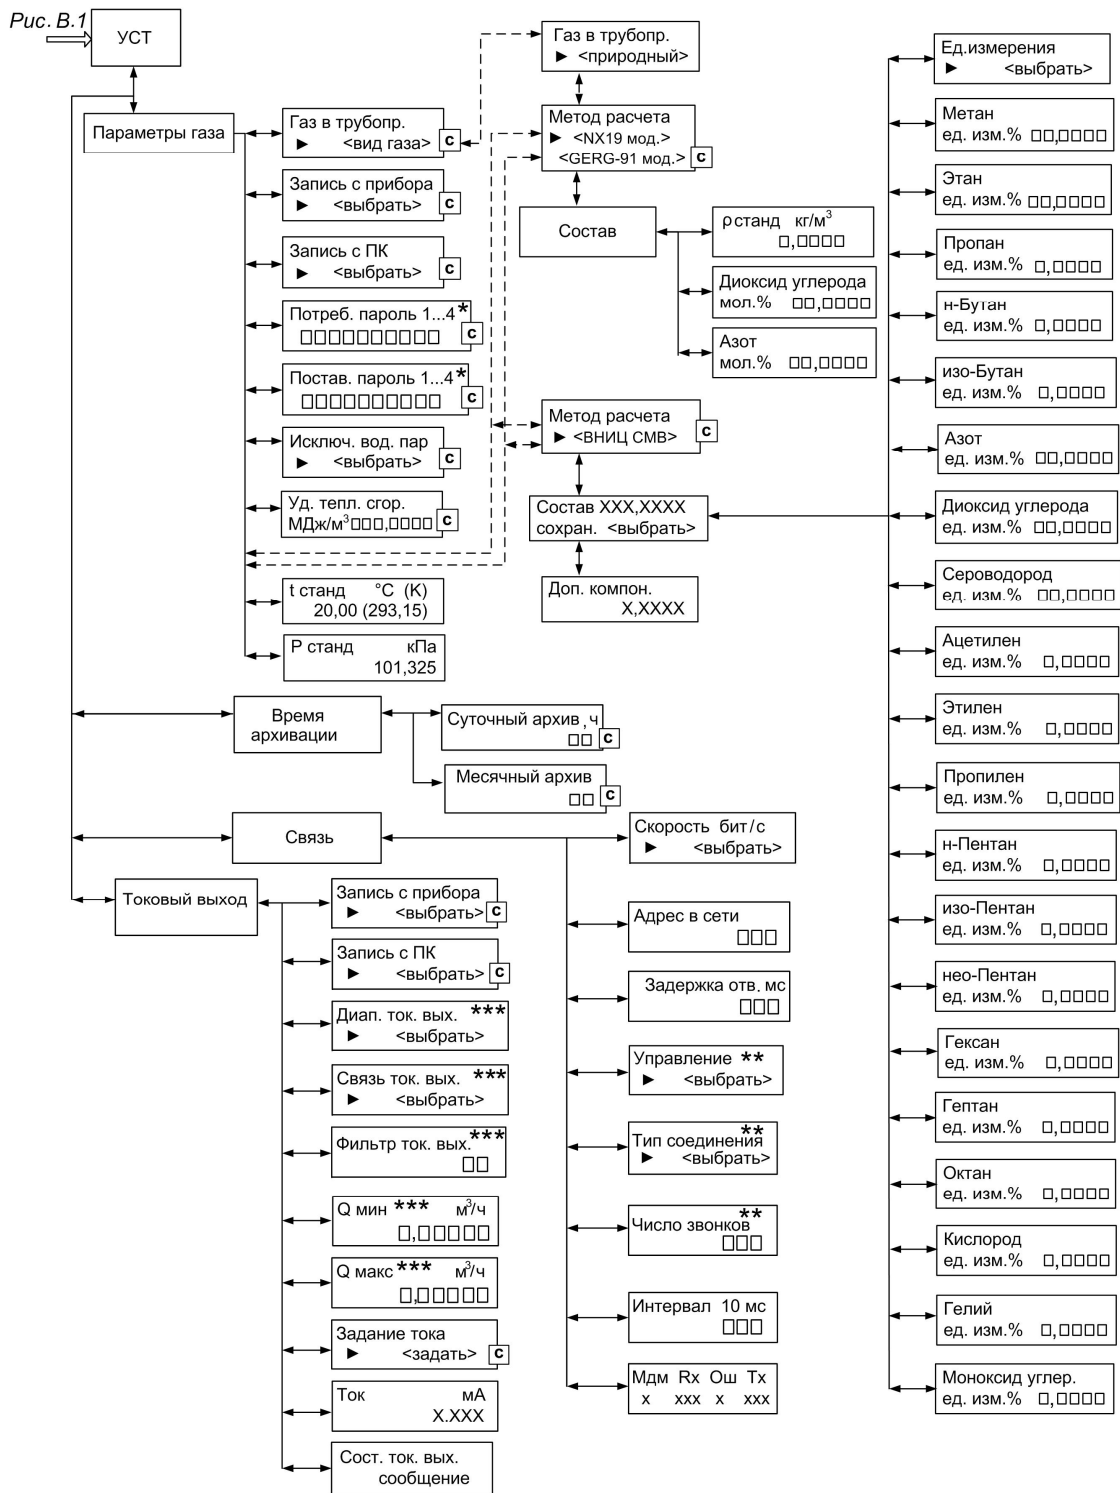 Рис. В.1
УСТ
Параметры газа
Газ в трубопр.
► <вид газа>
с
Запись с прибора
► <выбрать>
с
Запись с ПК
► <выбрать>
с
Потреб. пароль 1...4*
□□□□□□□□□□
с
Постав. пароль 1...4*
□□□□□□□□□□
с
Исключ. вод. пар
► <выбрать>
с
Уд. тепл. сгор.
МДж/м³ □□□,□□□□
с
t станд °C (K)
20,00 (293,15)
Р станд кПа
101,325
Газ в трубопр.
► <природный>
Метод расчета
► <NX19 мод.>
<GERG-91 мод.>
с
Состав
ρ станд кг/м³
□,□□□□
Диоксид углерода
мол.% □□,□□□□
Азот
мол.% □□,□□□□
Метод расчета
► <ВНИЦ СМВ>
с
Состав XXX,XXXX
сохран. <выбрать>
Доп. компон.
X,XXXX
Время
архивации
Суточный архив, ч
□□
с
Месячный архив
□□
с
Связь
Скорость бит/с
► <выбрать>
Адрес в сети
□□□
Задержка отв. мс
□□□
Управление **
► <выбрать>
Тип соединения **
► <выбрать>
Число звонков **
□□□
Интервал 10 мс
□□□
Мдм Rx Ош Tx
x xxx x xxx
Токовый выход
Запись с прибора
► <выбрать>
с
Запись с ПК
► <выбрать>
с
Диап. ток. вых. ***
► <выбрать>
Связь ток. вых. ***
► <выбрать>
Фильтр ток. вых. ***
□□
Q мин *** м³/ч
□,□□□□□
Q макс *** м³/ч
□,□□□□□
Задание тока
► <задать>
с
Ток мА
X.XXX
Сост. ток. вых.
сообщение
Ед.измерения
► <выбрать>
Метан
ед. изм.% □□,□□□□
Этан
ед. изм.% □□,□□□□
Пропан
ед. изм.% □,□□□□
н-Бутан
ед. изм.% □,□□□□
изо-Бутан
ед. изм.% □,□□□□
Азот
ед. изм.% □□,□□□□
Диоксид углерода
ед. изм.% □□,□□□□
Сероводород
ед. изм.% □□,□□□□
Ацетилен
ед. изм.% □,□□□□
Этилен
ед. изм.% □,□□□□
Пропилен
ед. изм.% □,□□□□
н-Пентан
ед. изм.% □,□□□□
изо-Пентан
ед. изм.% □,□□□□
нео-Пентан
ед. изм.% □,□□□□
Гексан
ед. изм.% □,□□□□
Гептан
ед. изм.% □,□□□□
Октан
ед. изм.% □,□□□□
Кислород
ед. изм.% □,□□□□
Гелий
ед. изм.% □,□□□□
Моноксид углер.
ед. изм.% □,□□□□